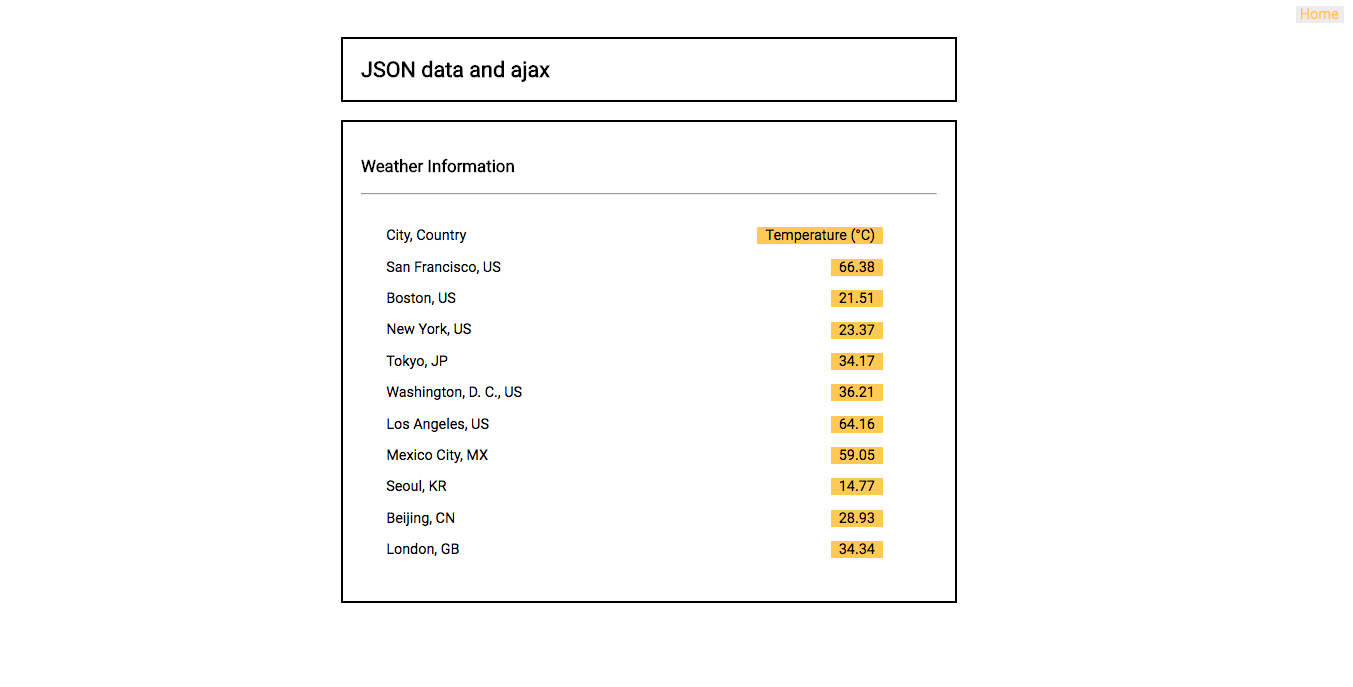 Home
JSON data and ajax
Weather Information
City, Country Temperature (°C)
San Francisco, US 66.38
Boston, US 21.51
New York, US 23.37
Tokyo, JP 34.17
Washington, D. C., US 36.21
Los Angeles, US 64.16
Mexico City, MX 59.05
Seoul, KR 14.77
Beijing, CN 28.93
London, GB 34.34